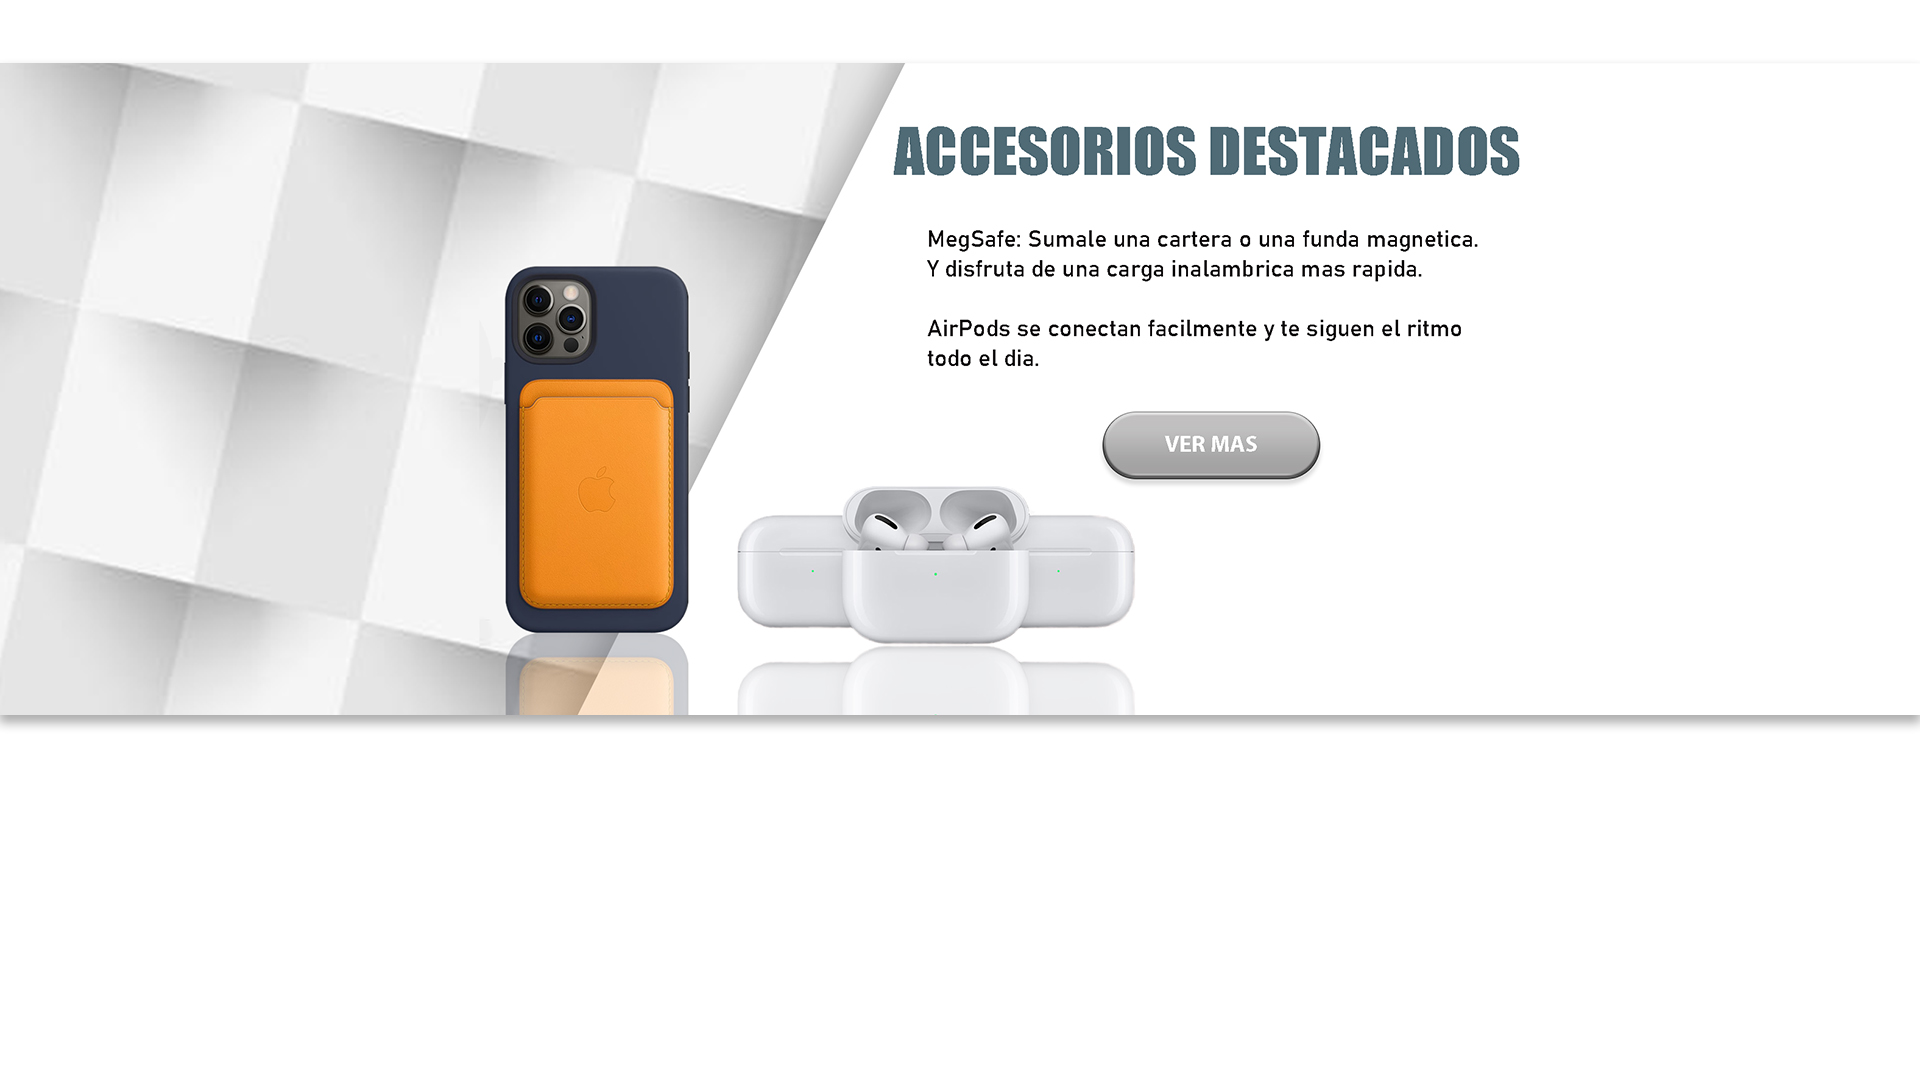 ACCESORIOS DESTACADOS
MegSafe: Sumale una cartera o una funda magnetica.
Y disfruta de una carga inalambrica mas rapida.
AirPods se conectan facilmente y te siguen el ritmo
todo el dia.
VER MAS